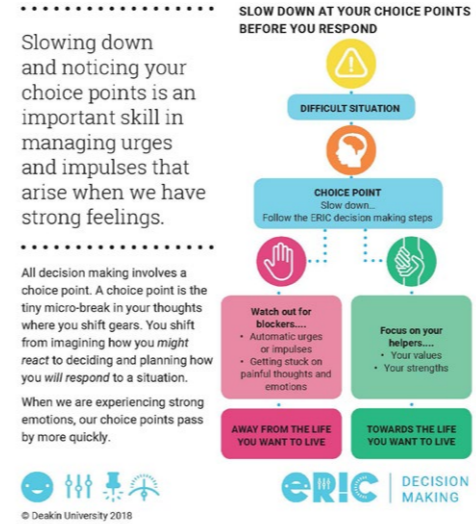 SLOW DOWN AT YOUR CHOICE POINTS
BEFORE YOU RESPOND
Slowing down
and noticing your
choice points is an
important skill in
managing urges
and impulses that
arise when we have
strong feelings.
All decision making involves a
choice point. A choice point is the
tiny micro-break in your thoughts
where you shift gears. You shift
from imagining how you might
react to deciding and planning how
you will respond to a situation.
When we are experiencing strong
emotions, our choice points pass
by more quickly.
DIFFICULT SITUATION
CHOICE POINT
Slow down...
Follow the ERIC decision making steps
Watch out for
blockers....
• Automatic urges
or impulses
• Getting stuck on
painful thoughts and
emotions
AWAY FROM THE LIFE
YOU WANT TO LIVE
Focus on your
helpers....
• Your values
• Your strengths
TOWARDS THE LIFE
YOU WANT TO LIVE
© Deakin University 2018
eRIC
DECISION
MAKING